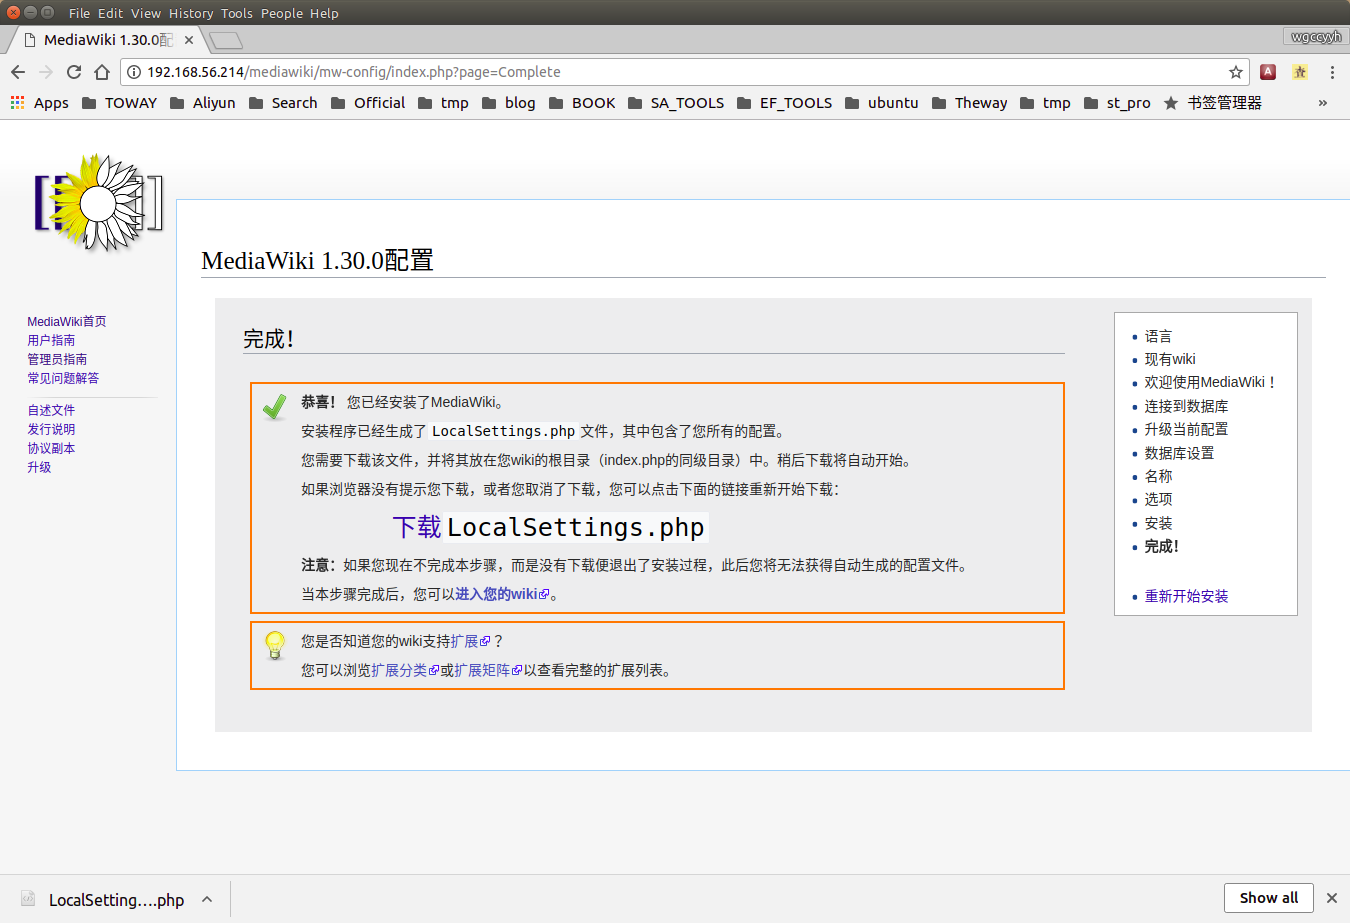 File Edit View History Tools People Help
MediaWiki 1.30.0配
wgccyyh
192.168.56.214/mediawiki/mw-config/index.php?page=Complete
Apps TOWAY Aliyun Search Official tmp blog BOOK SA_TOOLS EF_TOOLS ubuntu Theway tmp st_pro 书签管理器 »
MediaWiki 1.30.0配置
MediaWiki首页
用户指南
管理员指南
常见问题解答
自述文件
发行说明
协议副本
升级
完成！
恭喜！ 您已经安装了MediaWiki。
安装程序已经生成了 LocalSettings.php 文件，其中包含了您所有的配置。
您需要下载该文件，并将其放在您wiki的根目录（index.php的同级目录）中。稍后下载将自动开始。
如果浏览器没有提示您下载，或者您取消了下载，您可以点击下面的链接重新开始下载：
下载 LocalSettings.php
注意：如果您现在不完成本步骤，而是没有下载便退出了安装过程，此后您将无法获得自动生成的配置文件。
当本步骤完成后，您可以进入您的wiki。
您是否知道您的wiki支持扩展？
您可以浏览扩展分类或扩展矩阵以查看完整的扩展列表。
语言
现有wiki
欢迎使用MediaWiki！
连接到数据库
升级当前配置
数据库设置
名称
选项
安装
完成！
重新开始安装
LocalSetting....php
Show all